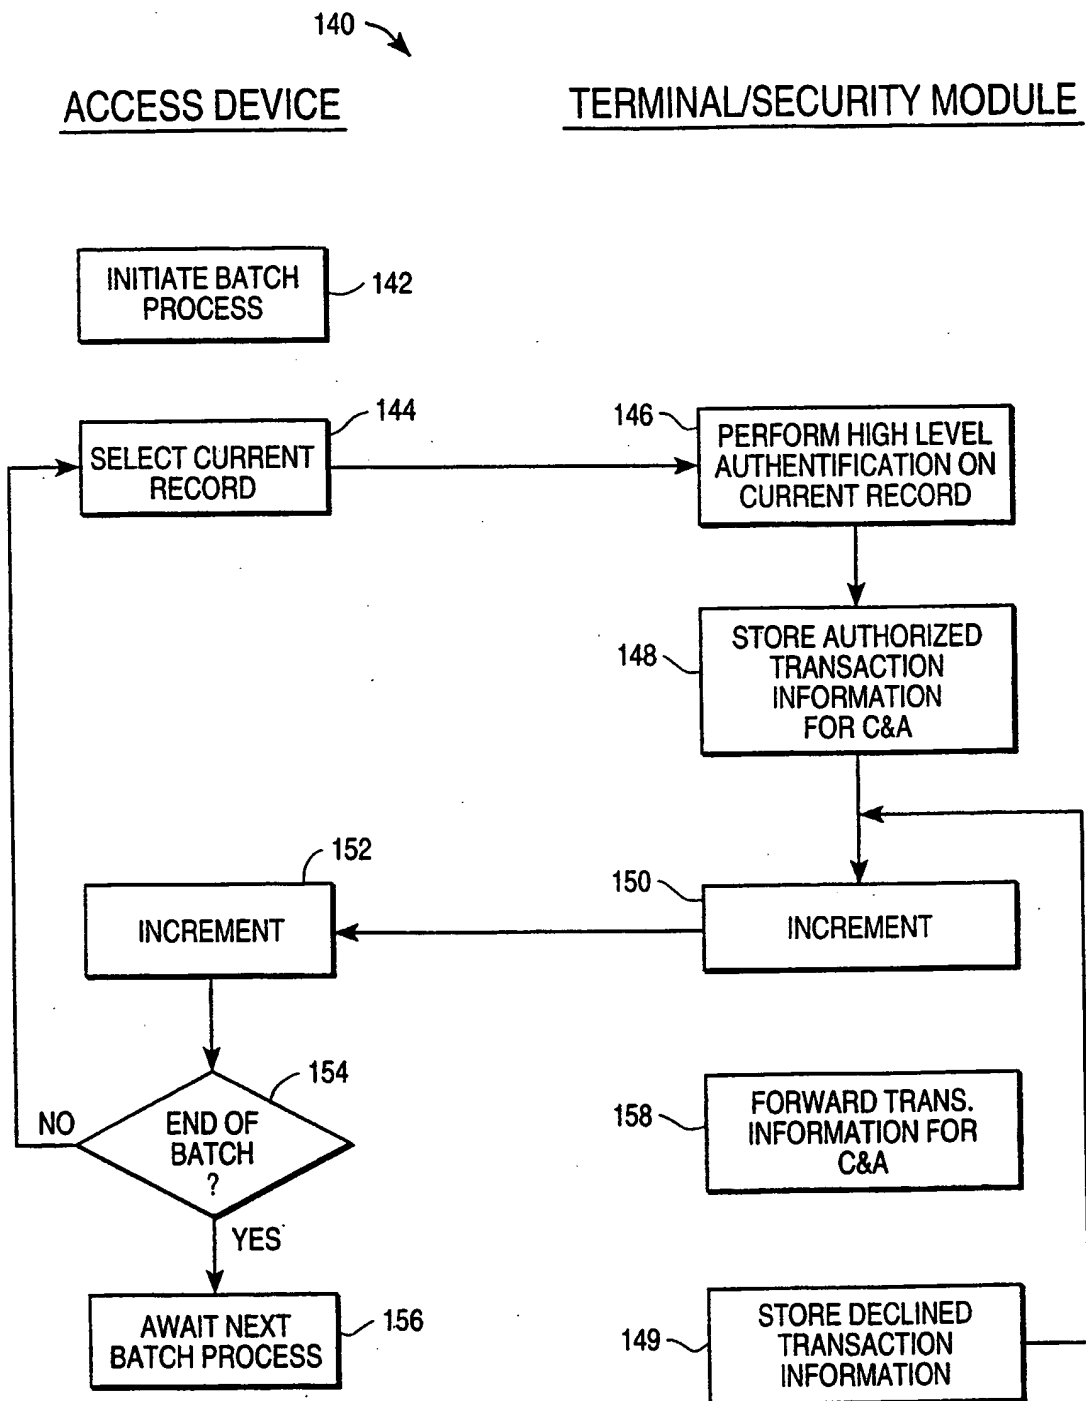 140
ACCESS DEVICE
TERMINAL/SECURITY MODULE
INITIATE BATCH
PROCESS
142
144
SELECT CURRENT
RECORD
146
PERFORM HIGH LEVEL
AUTHENTIFICATION ON
CURRENT RECORD
148
STORE AUTHORIZED
TRANSACTION
INFORMATION
FOR C&A
152
INCREMENT
150
INCREMENT
154
NO
END OF
BATCH
?
YES
158
FORWARD TRANS.
INFORMATION FOR
C&A
AWAIT NEXT
BATCH PROCESS
156
149
STORE DECLINED
TRANSACTION
INFORMATION